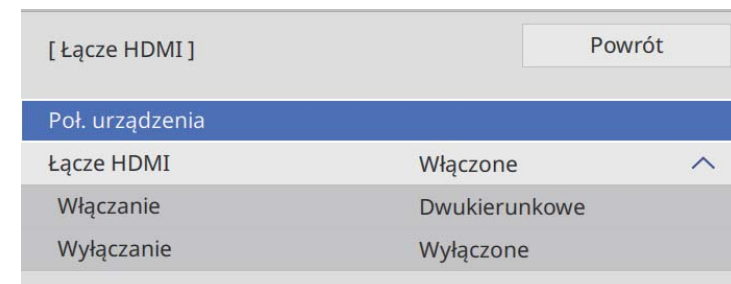 [ Łącze HDMI ] Powrót
Poł. urządzenia
Łącze HDMI Włączone
Włączanie Dwukierunkowe
Wyłączanie Wyłączone